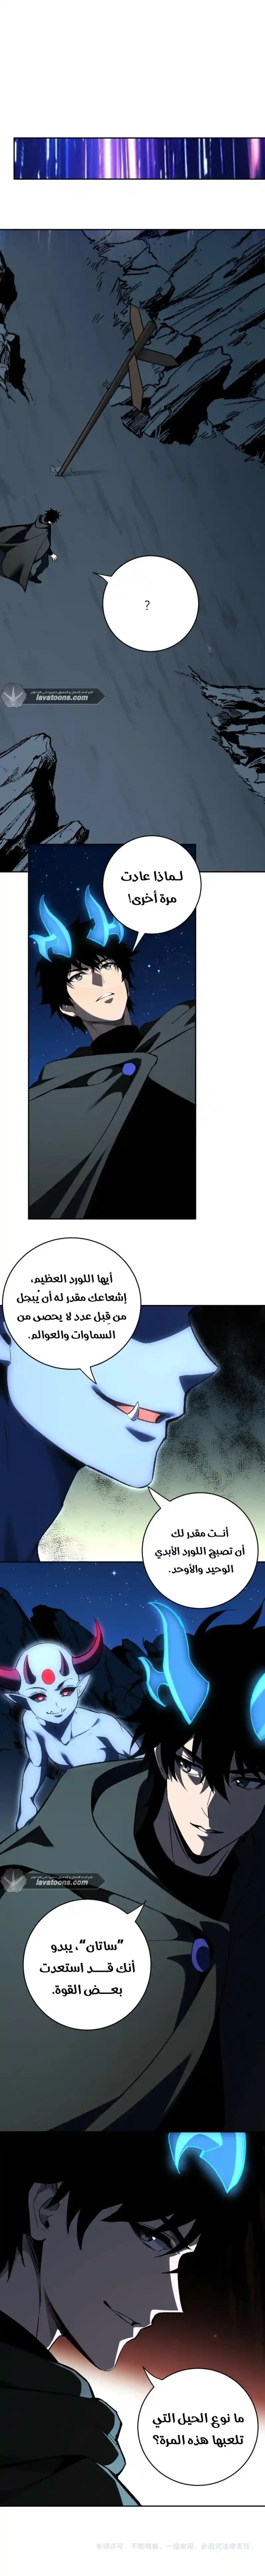 ?
lavatoons.com
لماذا عادت
مرة أخرى!
أيها اللورد العظيم،
إشعاعك مقدر له أن يُبجل
من قِبل عدد لا يحصى من
السماوات والعوالم.
أنت مقدر لك
أن تصبح اللورد الأبدي
الوحيد والأوحد.
lavatoons.com
"ساتان"، يبدو
أنك قد استعدت
بعض القوة.
ما نوع الحيل التي
تلعبها هذه المرة؟